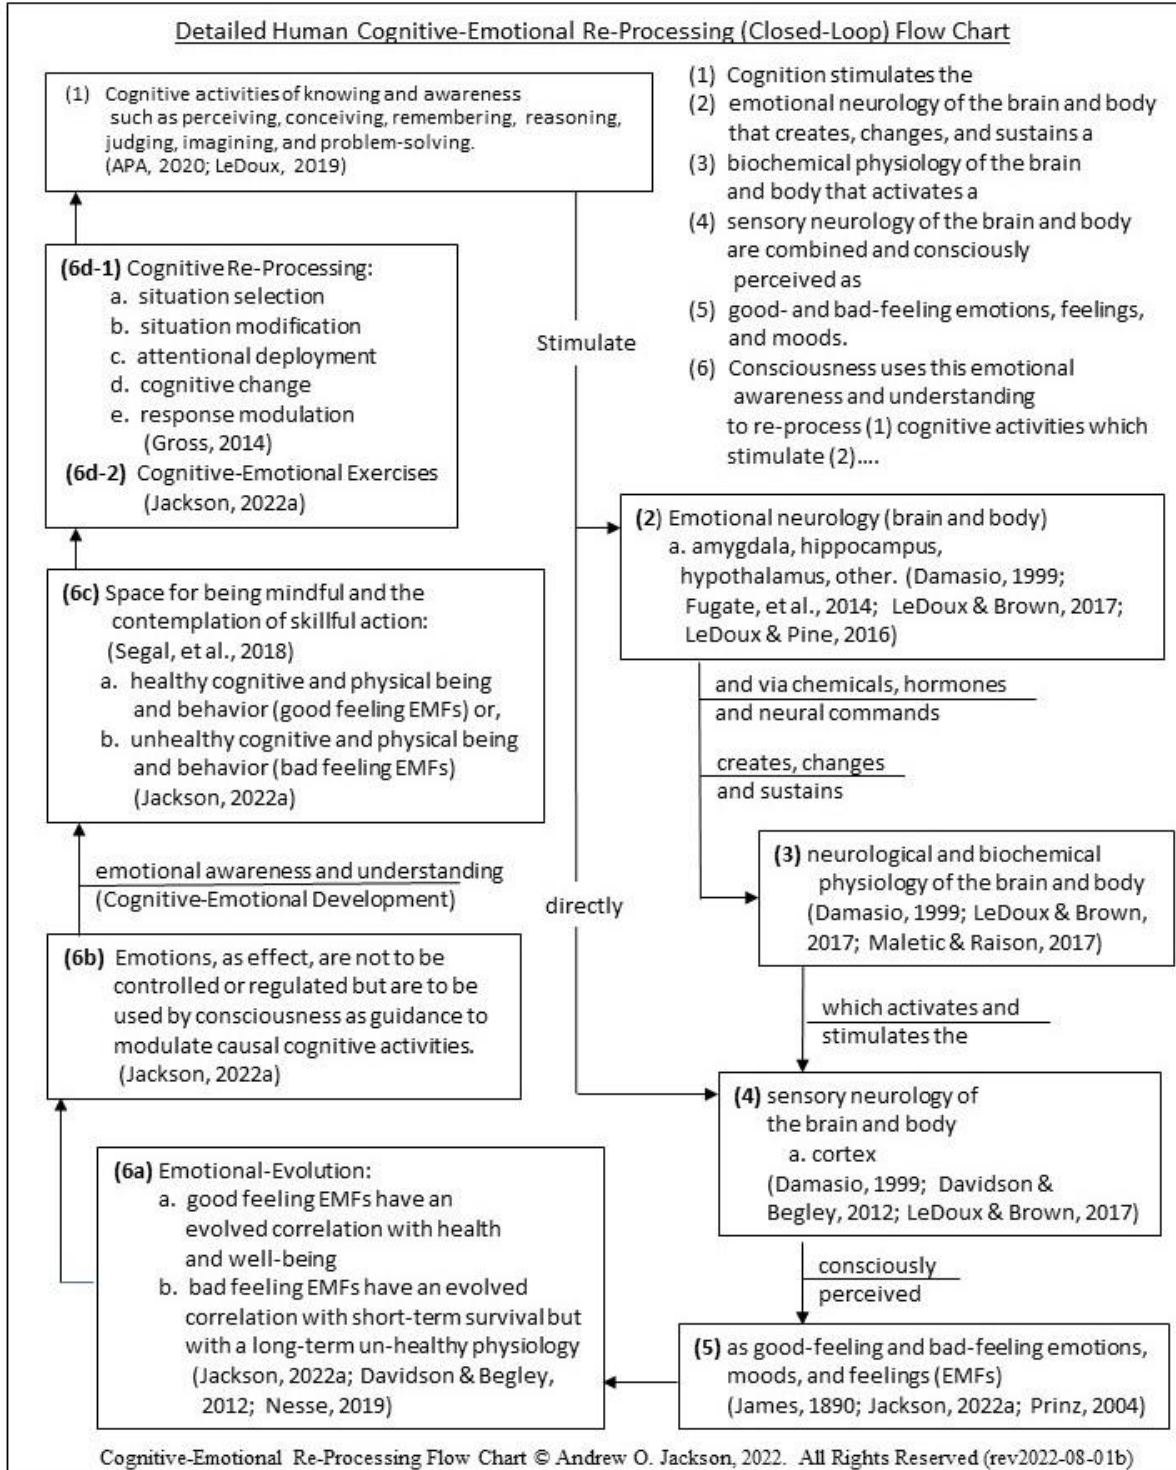 Detailed Human Cognitive-Emotional Re-Processing (Closed-Loop) Flow Chart
(1) Cognitive activities of knowing and awareness
such as perceiving, conceiving, remembering, reasoning,
judging, imagining, and problem-solving.
(APA, 2020; LeDoux, 2019)
(1) Cognition stimulates the
(2) emotional neurology of the brain and body
that creates, changes, and sustains a
(3) biochemical physiology of the brain
and body that activates a
(4) sensory neurology of the brain and body
are combined and consciously
perceived as
(5) good- and bad-feeling emotions, feelings,
and moods.
(6) Consciousness uses this emotional
awareness and understanding
to re-process (1) cognitive activities which
stimulate (2)....
Stimulate
directly
(2) Emotional neurology (brain and body)
a. amygdala, hippocampus,
hypothalamus, other. (Damasio, 1999;
Fugate, et al., 2014; LeDoux & Brown, 2017;
LeDoux & Pine, 2016)
and via chemicals, hormones
and neural commands
creates, changes
and sustains
(3) neurological and biochemical
physiology of the brain and body
(Damasio, 1999; LeDoux & Brown,
2017; Maletic & Raison, 2017)
which activates and
stimulates the
(4) sensory neurology of
the brain and body
a. cortex
(Damasio, 1999; Davidson &
Begley, 2012; LeDoux & Brown, 2017)
consciously
perceived
(5) as good-feeling and bad-feeling emotions,
moods, and feelings (EMFs)
(James, 1890; Jackson, 2022a; Prinz, 2004)
(6a) Emotional-Evolution:
a. good feeling EMFs have an
evolved correlation with health
and well-being
b. bad feeling EMFs have an evolved
correlation with short-term survival but
with a long-term un-healthy physiology
(Jackson, 2022a; Davidson & Begley,
2012; Nesse, 2019)
(6b) Emotions, as effect, are not to be
controlled or regulated but are to be
used by consciousness as guidance to
modulate causal cognitive activities.
(Jackson, 2022a)
emotional awareness and understanding
(Cognitive-Emotional Development)
(6c) Space for being mindful and the
contemplation of skillful action:
(Segal, et al., 2018)
a. healthy cognitive and physical being
and behavior (good feeling EMFs) or,
b. unhealthy cognitive and physical being
and behavior (bad feeling EMFs)
(Jackson, 2022a)
(6d-1) Cognitive Re-Processing:
a. situation selection
b. situation modification
c. attentional deployment
d. cognitive change
e. response modulation
(Gross, 2014)
(6d-2) Cognitive-Emotional Exercises
(Jackson, 2022a)
Cognitive-Emotional Re-Processing Flow Chart © Andrew O. Jackson, 2022. All Rights Reserved (rev2022-08-01b)